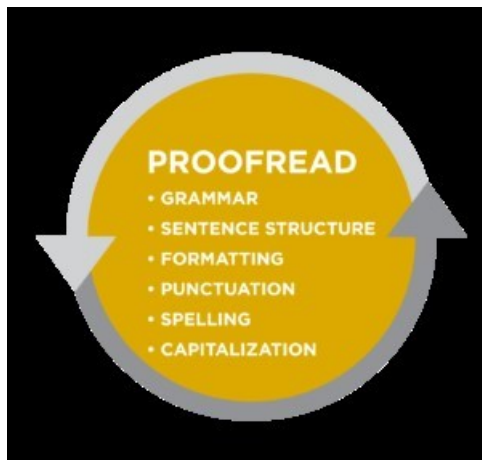 PROOFREAD
• GRAMMAR
• SENTENCE STRUCTURE
• FORMATTING
• PUNCTUATION
• SPELLING
• CAPITALIZATION